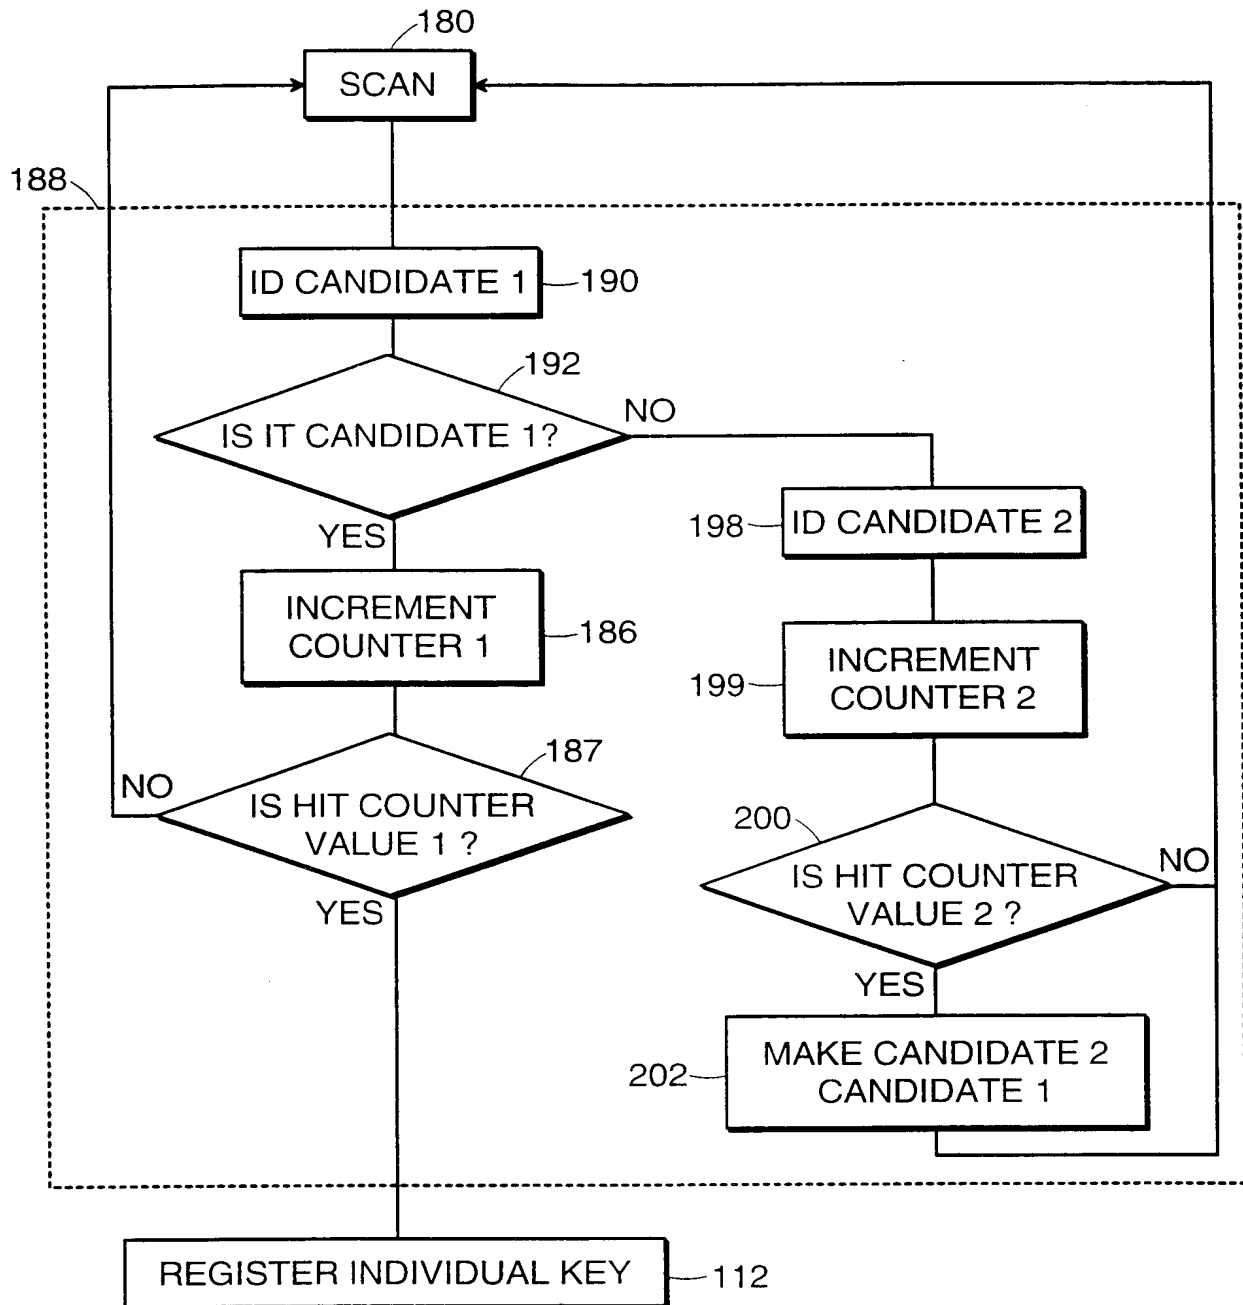 180
SCAN
188
ID CANDIDATE 1
190
192
IS IT CANDIDATE 1?
NO
YES
198
ID CANDIDATE 2
INCREMENT
COUNTER 1
186
INCREMENT
COUNTER 2
199
187
NO
IS HIT COUNTER
VALUE 1 ?
YES
200
IS HIT COUNTER
VALUE 2 ?
NO
YES
MAKE CANDIDATE 2
CANDIDATE 1
202
REGISTER INDIVIDUAL KEY
112